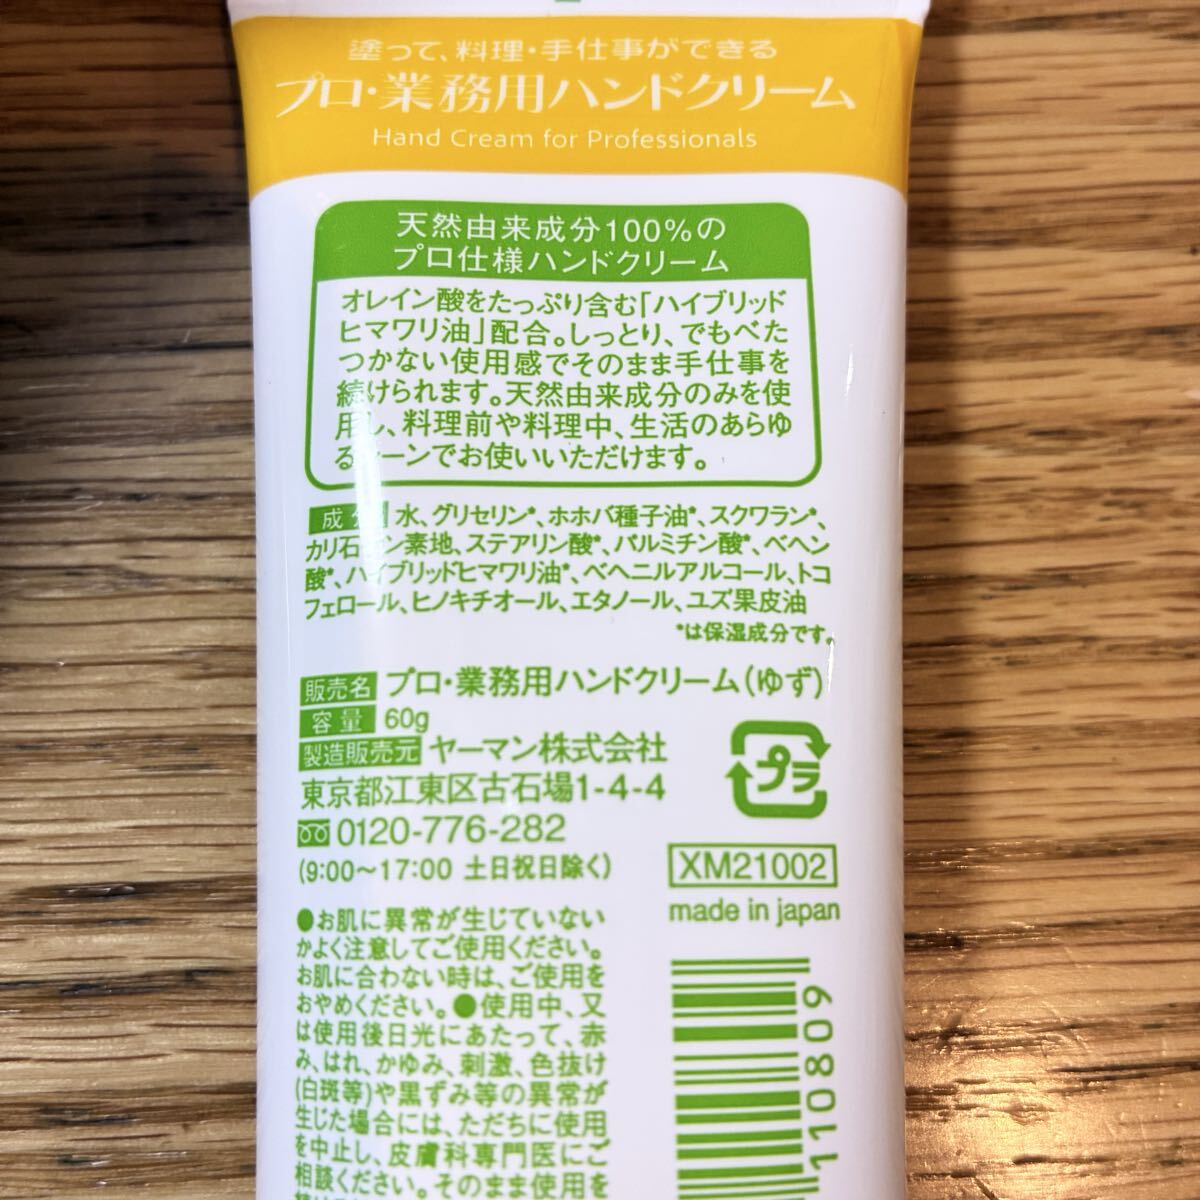 塗って、料理・手仕事ができる
プロ・業務用ハンドクリーム
Hand Cream for Professionals
天然由来成分100%の
プロ仕様ハンドクリーム
オレイン酸をたっぷり含む「ハイブリッド
ヒマワリ油」配合。しっとり、でもべた
つかない使用感でそのまま手仕事を
続けられます。天然由来成分のみを使
用し、料理前や料理中、生活のあらゆ
るシーンでお使いいただけます。
成分 水、グリセリン*、ホホバ種子油*、スクワラン*、
カリ石ケン素地、ステアリン酸*、パルミチン酸*、ベヘン
酸*、ハイブリッドヒマワリ油*、ベヘニルアルコール、トコ
フェロール、ヒノキチオール、エタノール、ユズ果皮油
*は保湿成分です。
販売名 プロ・業務用ハンドクリーム(ゆず)
容量 60g
製造販売元 ヤーマン株式会社
東京都江東区古石場1-4-4
0120-776-282
(9:00〜17:00 土日祝日除く)
プラ
XM21002
made in japan
●お肌に異常が生じていない
かよく注意してご使用ください。
お肌に合わない時は、ご使用を
おやめください。●使用中、又
は使用後日光にあたって、赤
み、はれ、かゆみ、刺激、色抜け
(白斑等)や黒ずみ等の異常が
生じた場合には、ただちに使用
を中止し、皮膚科専門医にご
相談ください。そのまま使用を
110809